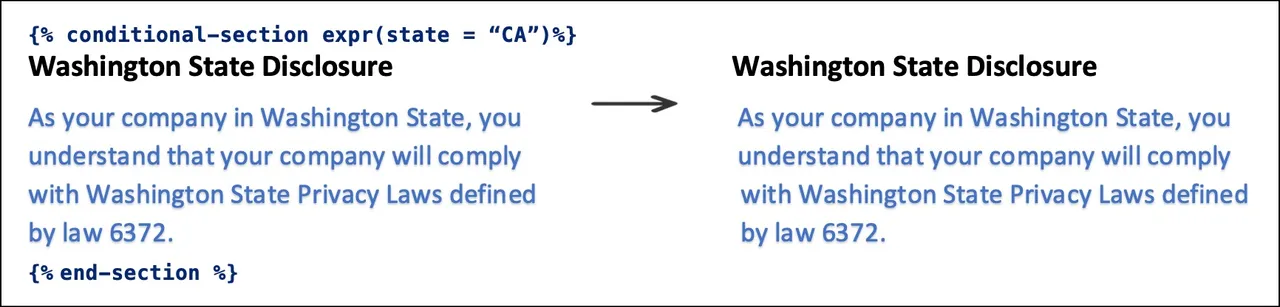 {% conditional-section expr(state = “CA”)%}
Washington State Disclosure
As your company in Washington State, you
understand that your company will comply
with Washington State Privacy Laws defined
by law 6372.
{% end-section %}
Washington State Disclosure
As your company in Washington State, you
understand that your company will comply
with Washington State Privacy Laws defined
by law 6372.